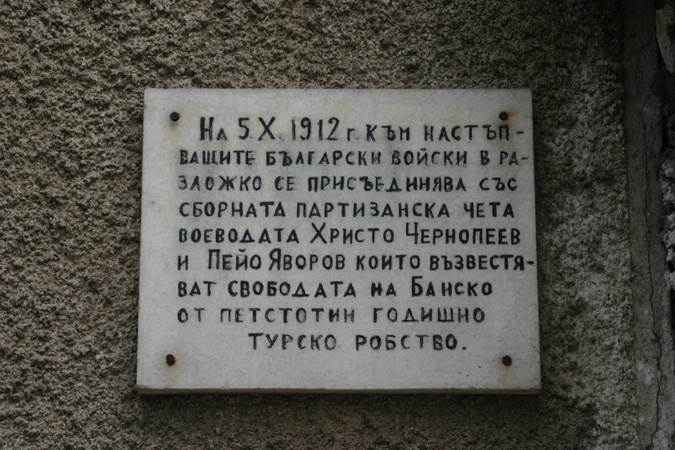 На 5.X.1912 г. към настъп-
ващите български войски в ра-
зложко се присъединява със
сборната партизанска чета
воеводата Христо Чернопеев
и Пейо Яворов които възвестя-
ват свободата на Банско
от петстотин годишно
турско робство.